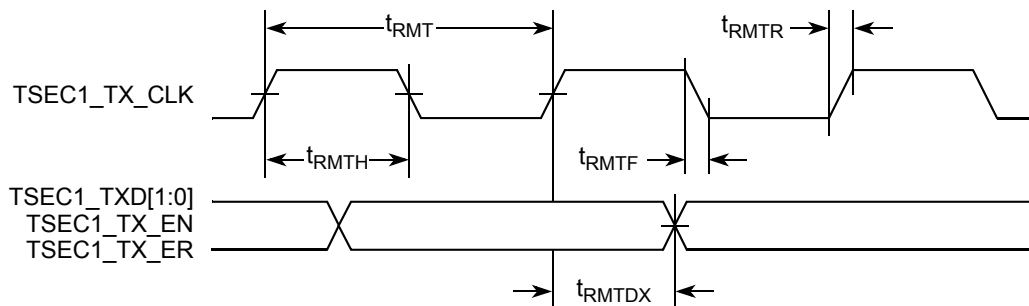 tRMT
tRMTR
TSEC1_TX_CLK
tRMTH
tRMTF
TSEC1_TXD[1:0]
TSEC1_TX_EN
TSEC1_TX_ER
tRMTDX